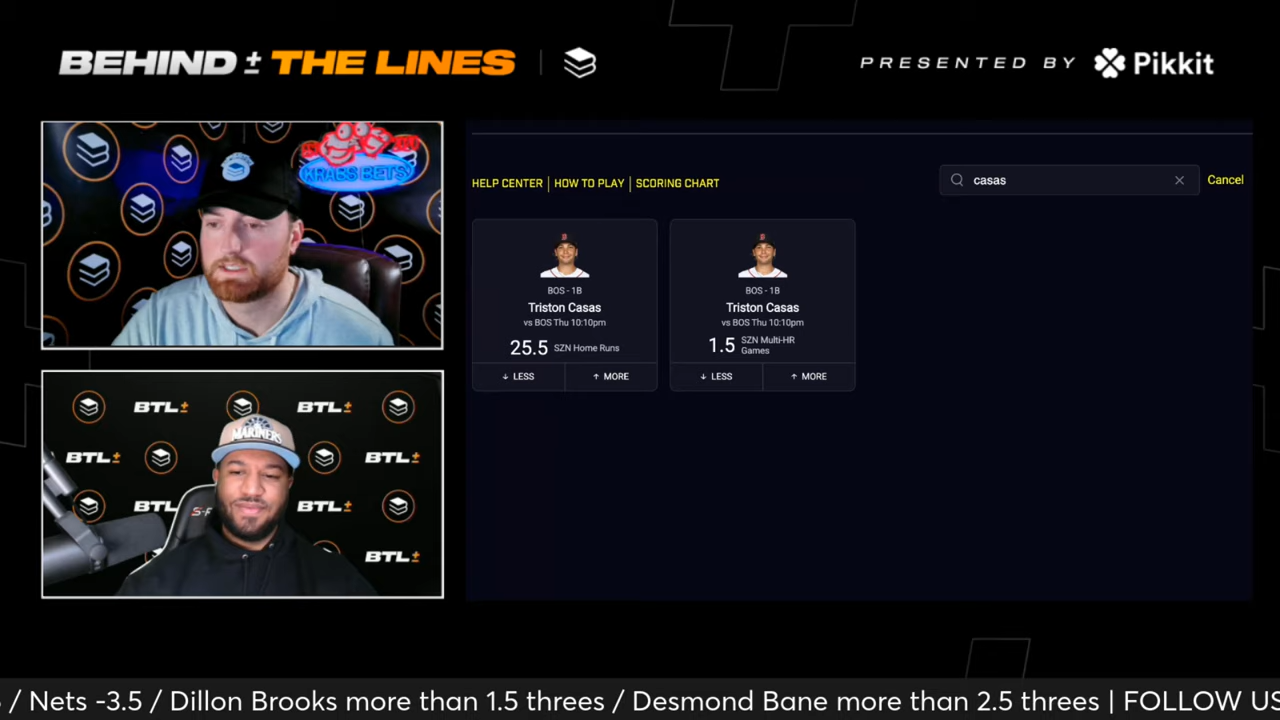 BEHIND ± THE LINES
PRESENTED BY Pikkit
KRABS BETS
HELP CENTER | HOW TO PLAY | SCORING CHART
casas
Cancel
BOS - 1B
Triston Casas
vs BOS Thu 10:10pm
25.5 SZN Home Runs
↓ LESS
↑ MORE
BOS - 1B
Triston Casas
vs BOS Thu 10:10pm
1.5 SZN Multi-HR
Games
↓ LESS
↑ MORE
BTL± BTL±
MARINERS
BTL± BTL±
BTL BTL±
BTL±
/ Nets -3.5 / Dillon Brooks more than 1.5 threes / Desmond Bane more than 2.5 threes | FOLLOW US